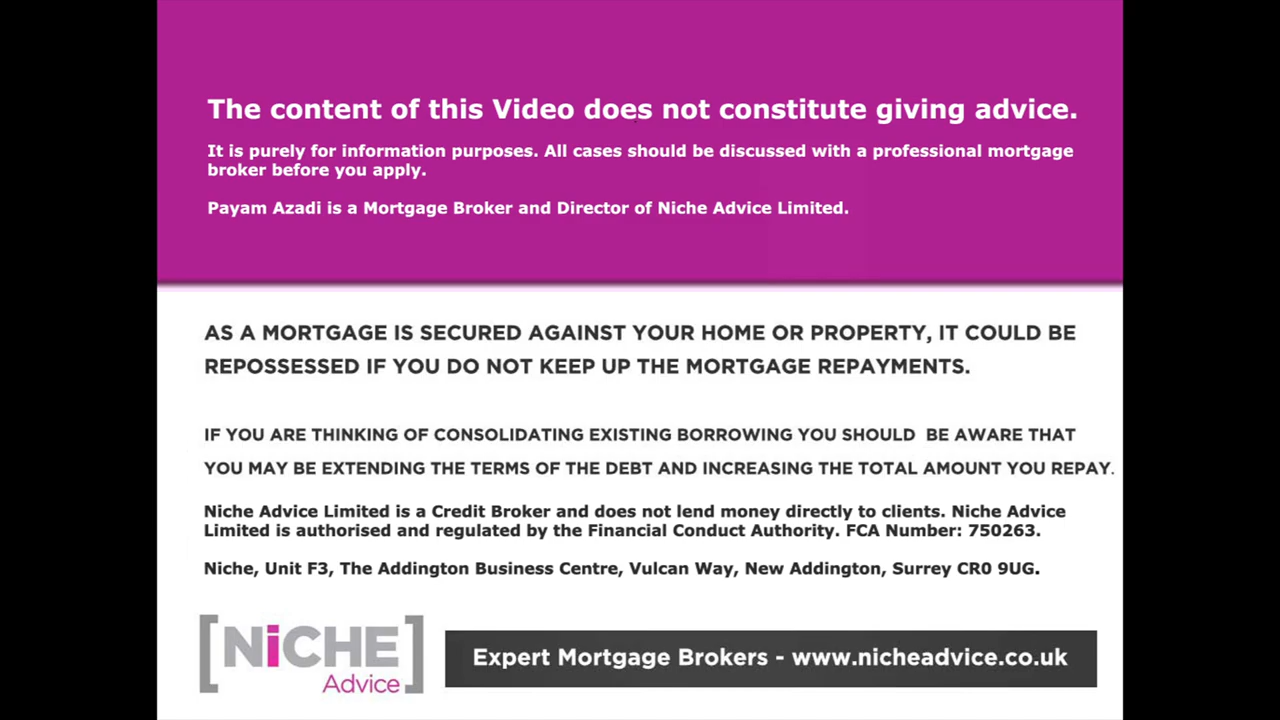 The content of this Video does not constitute giving advice.
It is purely for information purposes. All cases should be discussed with a professional mortgage
broker before you apply.
Payam Azadi is a Mortgage Broker and Director of Niche Advice Limited.
AS A MORTGAGE IS SECURED AGAINST YOUR HOME OR PROPERTY, IT COULD BE
REPOSSESSED IF YOU DO NOT KEEP UP THE MORTGAGE REPAYMENTS.
IF YOU ARE THINKING OF CONSOLIDATING EXISTING BORROWING YOU SHOULD BE AWARE THAT
YOU MAY BE EXTENDING THE TERMS OF THE DEBT AND INCREASING THE TOTAL AMOUNT YOU REPAY.
Niche Advice Limited is a Credit Broker and does not lend money directly to clients. Niche Advice
Limited is authorised and regulated by the Financial Conduct Authority. FCA Number: 750263.
Niche, Unit F3, The Addington Business Centre, Vulcan Way, New Addington, Surrey CR0 9UG.
[NiCHE
Advice]
Expert Mortgage Brokers - www.nicheadvice.co.uk